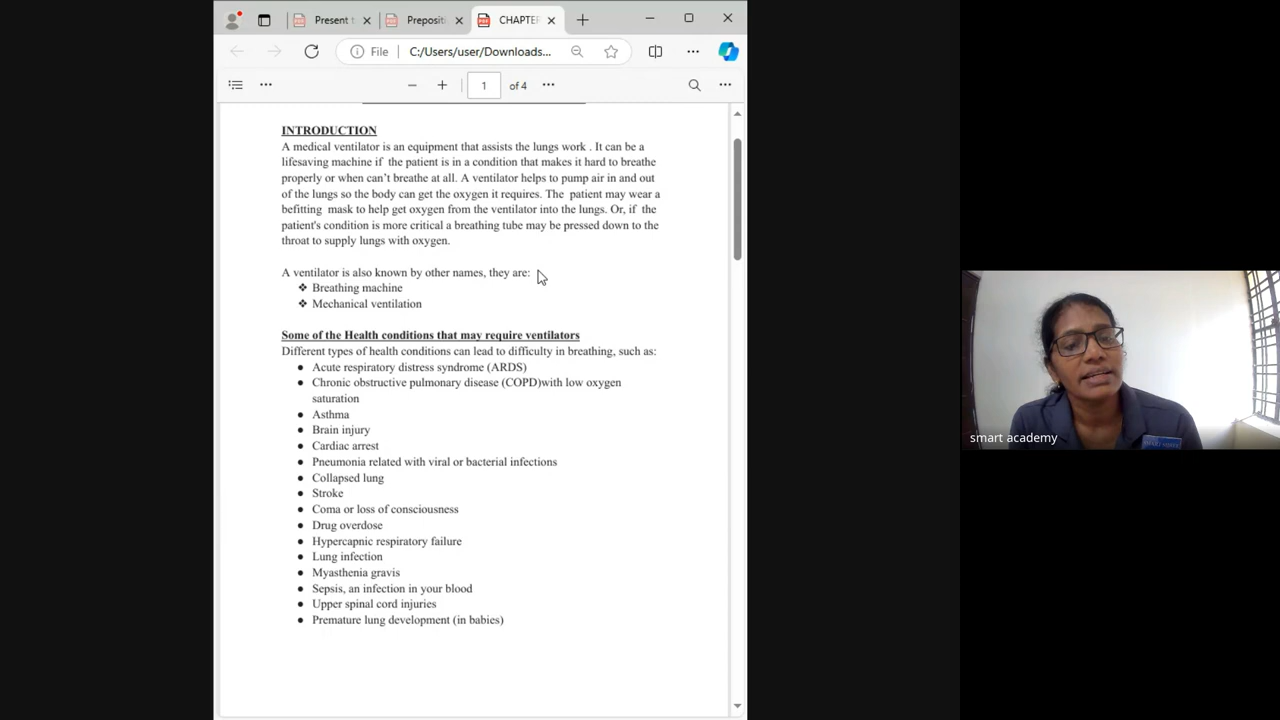 Present
Preposit
CHAPTER
File
C:/Users/user/Downloads...
1
of 4
INTRODUCTION
A medical ventilator is an equipment that assists the lungs work . It can be a
lifesaving machine if the patient is in a condition that makes it hard to breathe
properly or when can't breathe at all. A ventilator helps to pump air in and out
of the lungs so the body can get the oxygen it requires. The patient may wear a
befitting mask to help get oxygen from the ventilator into the lungs. Or, if the
patient's condition is more critical a breathing tube may be pressed down to the
throat to supply lungs with oxygen.
A ventilator is also known by other names, they are:
❖ Breathing machine
❖ Mechanical ventilation
Some of the Health conditions that may require ventilators
Different types of health conditions can lead to difficulty in breathing, such as:
● Acute respiratory distress syndrome (ARDS)
● Chronic obstructive pulmonary disease (COPD)with low oxygen
saturation
● Asthma
● Brain injury
● Cardiac arrest
● Pneumonia related with viral or bacterial infections
● Collapsed lung
● Stroke
● Coma or loss of consciousness
● Drug overdose
● Hypercapnic respiratory failure
● Lung infection
● Myasthenia gravis
● Sepsis, an infection in your blood
● Upper spinal cord injuries
● Premature lung development (in babies)
smart academy